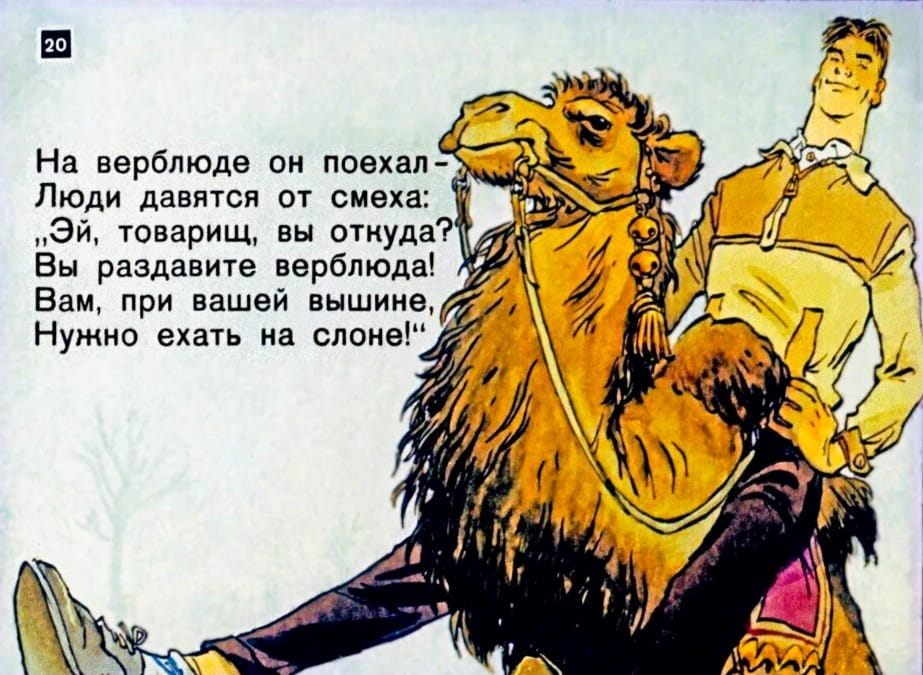 20
На верблюде он поехал-
Люди давятся от смеха:
„Эй, товарищ, вы откуда?
Вы раздавите верблюда!
Вам, при вашей вышине,
Нужно ехать на слоне!“